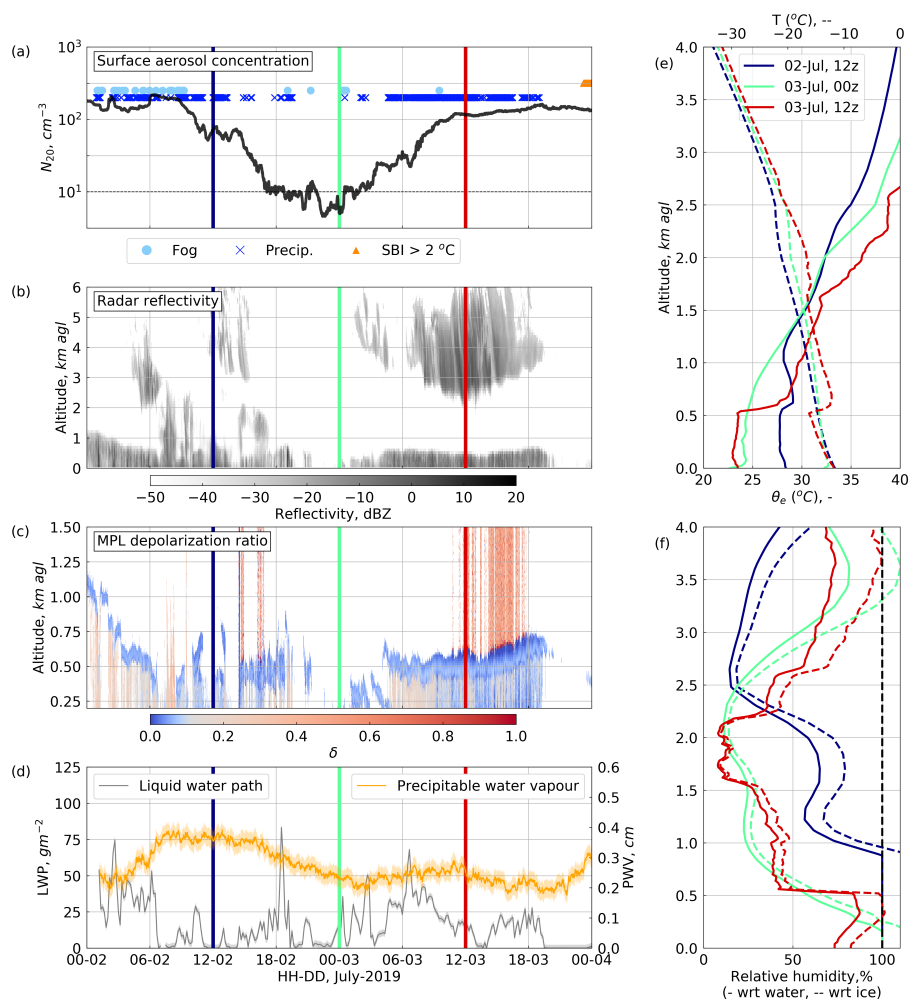 (a)
Surface aerosol concentration
10³
10²
10¹
N₂₀, cm⁻³
Fog
Precip.
SBI > 2 °C
(b)
Radar reflectivity
6
5
4
3
2
1
0
Altitude, km agl
−50
−40
−30
−20
−10
0
10
20
Reflectivity, dBZ
(c)
MPL depolarization ratio
1.50
1.25
1.00
0.75
0.50
0.25
Altitude, km agl
0.0
0.2
0.4
0.6
0.8
1.0
δ
(d)
Liquid water path
Precipitable water vapour
125
100
75
50
25
0
LWP, gm⁻²
0.6
0.5
0.4
0.3
0.2
0.1
0.0
PWV, cm
00-02
06-02
12-02
18-02
00-03
06-03
12-03
18-03
00-04
HH-DD, July-2019
T (°C), --
−30
−20
−10
0
(e)
02-Jul, 12z
03-Jul, 00z
03-Jul, 12z
4.0
3.5
3.0
2.5
2.0
1.5
1.0
0.5
0.0
Altitude, km agl
20
25
30
35
40
θₑ (°C), -
(f)
4.0
3.5
3.0
2.5
2.0
1.5
1.0
0.5
0.0
0
50
100
Relative humidity,%
(- wrt water, -- wrt ice)